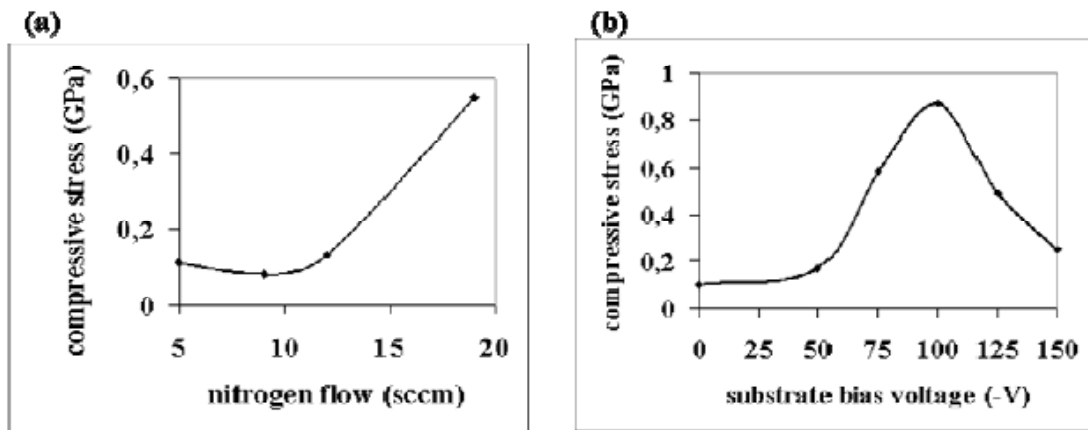 (a)
compressive stress (GPa)
0,6
0,4
0,2
0
5 10 15 20
nitrogen flow (sccm)
(b)
compressive stress (GPa)
1
0,8
0,6
0,4
0,2
0
0 25 50 75 100 125 150
substrate bias voltage (-V)